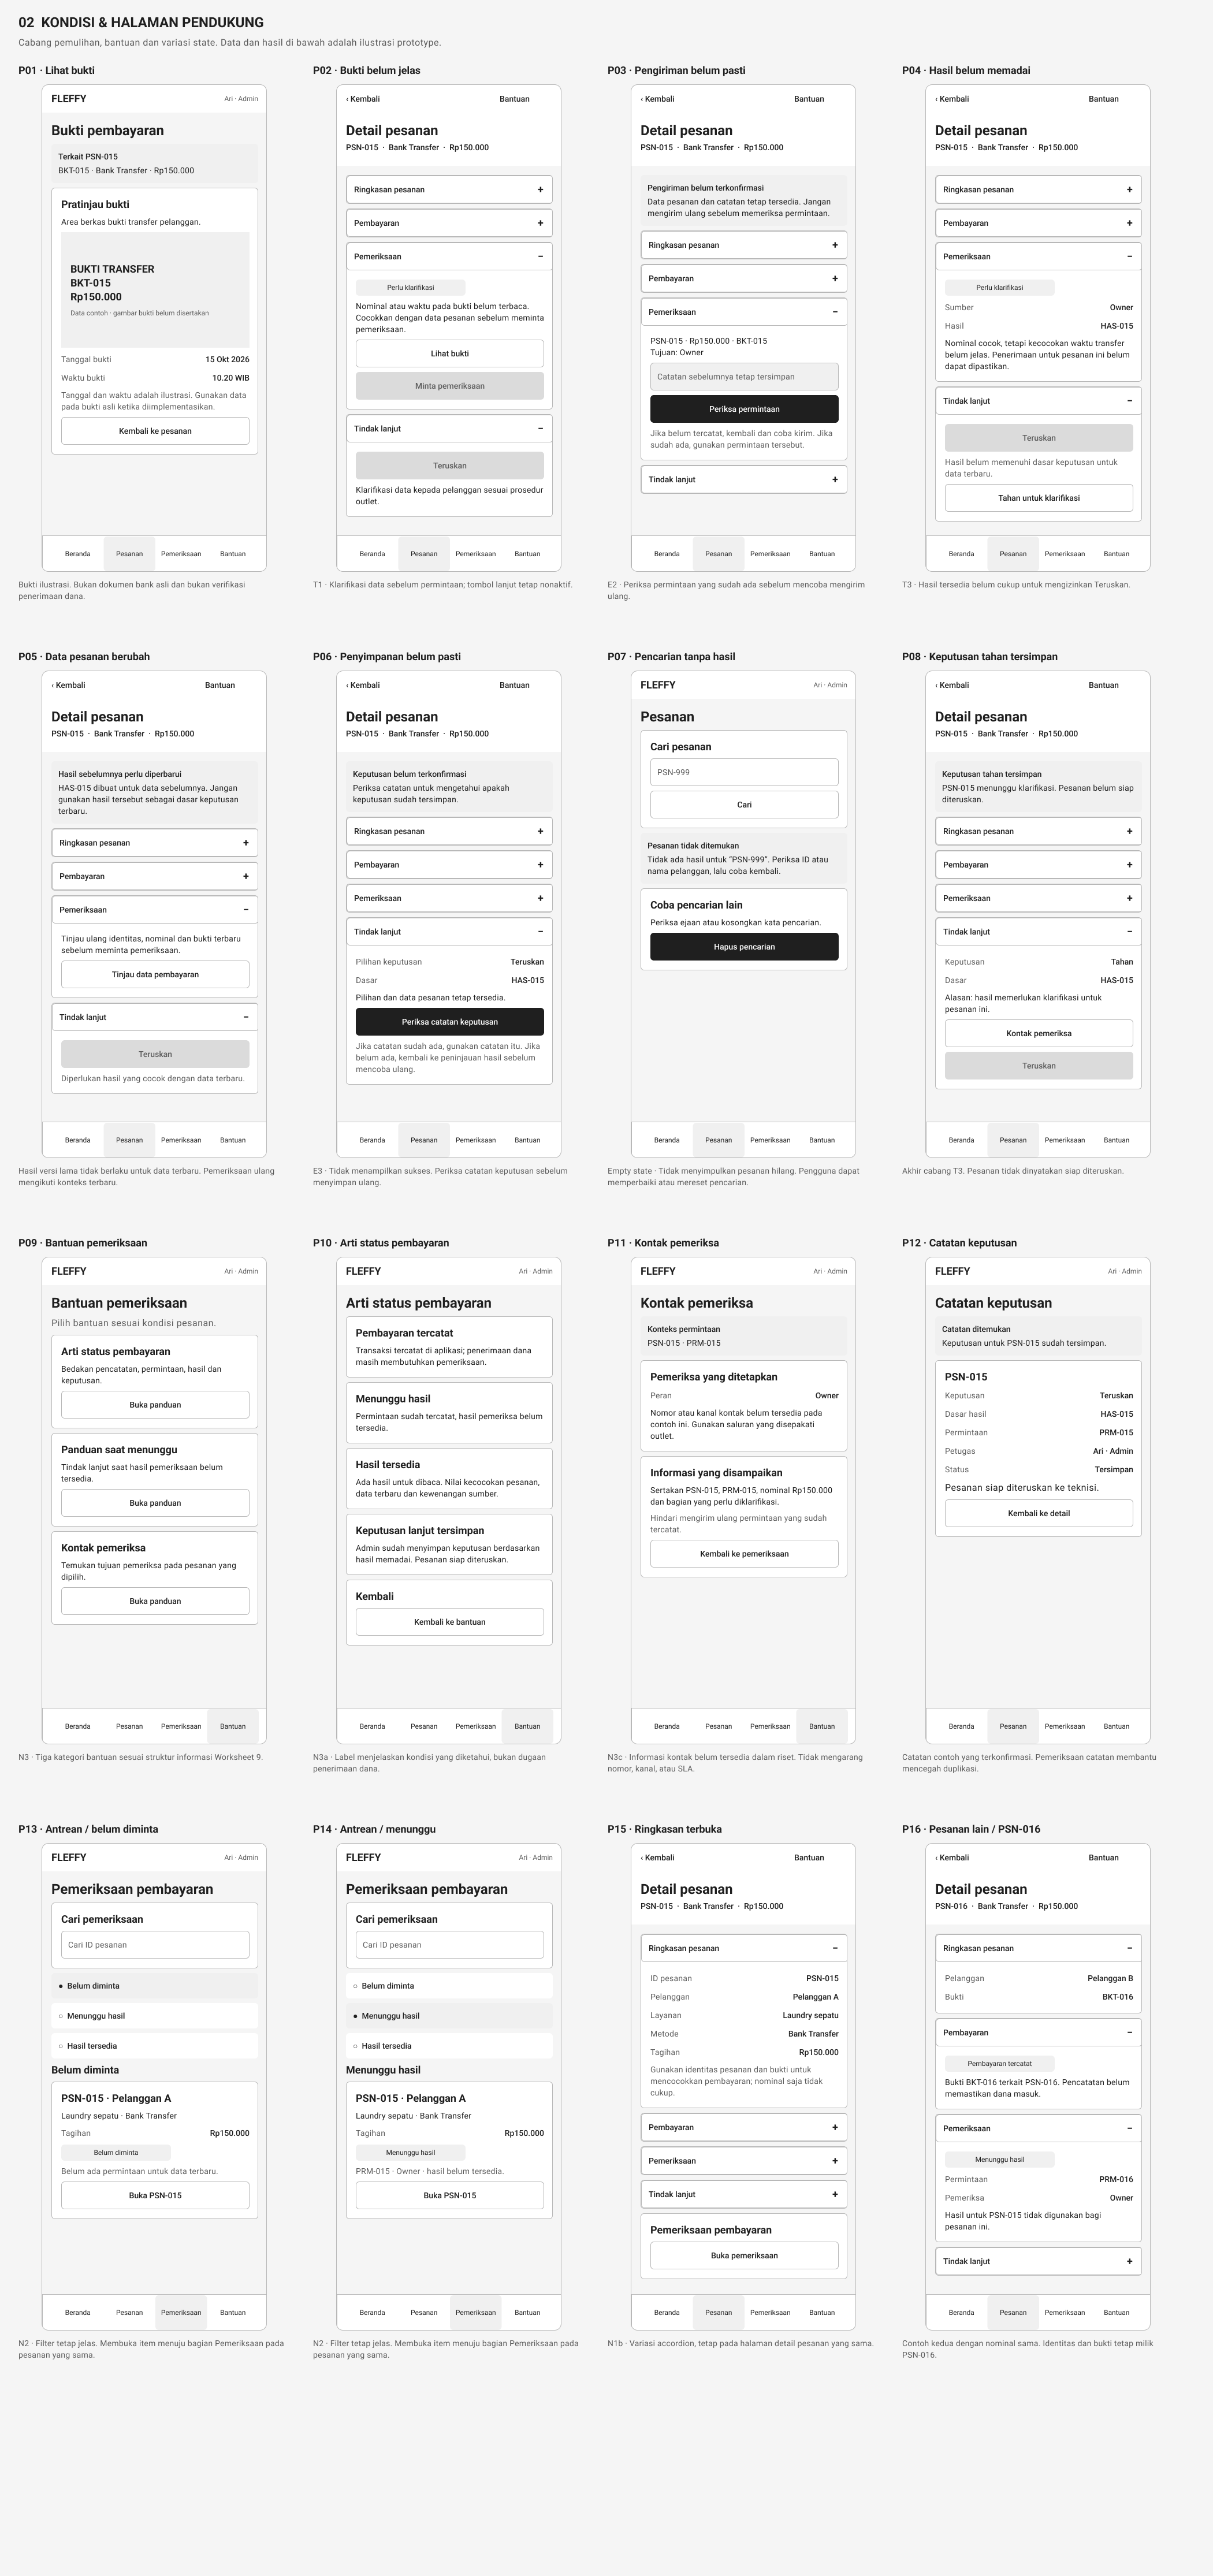 02 KONDISI & HALAMAN PENDUKUNG
Cabang pemulihan, bantuan dan variasi state. Data dan hasil di bawah adalah ilustrasi prototype.
P01 · Lihat bukti
FLEFFY
Ari · Admin
Bukti pembayaran
Terkait PSN-015
BKT-015 · Bank Transfer · Rp150.000
Pratinjau bukti
Area berkas bukti transfer pelanggan.
BUKTI TRANSFER
BKT-015
Rp150.000
Data contoh · gambar bukti belum disertakan
Tanggal bukti 15 Okt 2026
Waktu bukti 10.20 WIB
Tanggal dan waktu adalah ilustrasi. Gunakan data
pada bukti asli ketika diimplementasikan.
Kembali ke pesanan
Beranda Pesanan Pemeriksaan Bantuan
Bukti ilustrasi. Bukan dokumen bank asli dan bukan verifikasi
penerimaan dana.
P02 · Bukti belum jelas
‹ Kembali Bantuan
Detail pesanan
PSN-015 · Bank Transfer · Rp150.000
Ringkasan pesanan +
Pembayaran +
Pemeriksaan −
Perlu klarifikasi
Nominal atau waktu pada bukti belum terbaca.
Cocokkan dengan data pesanan sebelum meminta
pemeriksaan.
Lihat bukti
Minta pemeriksaan
Tindak lanjut −
Teruskan
Klarifikasi data kepada pelanggan sesuai prosedur
outlet.
Beranda Pesanan Pemeriksaan Bantuan
T1 · Klarifikasi data sebelum permintaan; tombol lanjut tetap nonaktif.
P03 · Pengiriman belum pasti
‹ Kembali Bantuan
Detail pesanan
PSN-015 · Bank Transfer · Rp150.000
Pengiriman belum terkonfirmasi
Data pesanan dan catatan tetap tersedia. Jangan
mengirim ulang sebelum memeriksa permintaan.
Ringkasan pesanan +
Pembayaran +
Pemeriksaan −
PSN-015 · Rp150.000 · BKT-015
Tujuan: Owner
Catatan sebelumnya tetap tersimpan
Periksa permintaan
Jika belum tercatat, kembali dan coba kirim. Jika
sudah ada, gunakan permintaan tersebut.
Tindak lanjut +
Beranda Pesanan Pemeriksaan Bantuan
E2 · Periksa permintaan yang sudah ada sebelum mencoba mengirim
ulang.
P04 · Hasil belum memadai
‹ Kembali Bantuan
Detail pesanan
PSN-015 · Bank Transfer · Rp150.000
Ringkasan pesanan +
Pembayaran +
Pemeriksaan −
Perlu klarifikasi
Sumber Owner
Hasil HAS-015
Nominal cocok, tetapi kecocokan waktu transfer
belum jelas. Penerimaan untuk pesanan ini belum
dapat dipastikan.
Tindak lanjut −
Teruskan
Hasil belum memenuhi dasar keputusan untuk
data terbaru.
Tahan untuk klarifikasi
Beranda Pesanan Pemeriksaan Bantuan
T3 · Hasil tersedia belum cukup untuk mengizinkan Teruskan.
P05 · Data pesanan berubah
‹ Kembali Bantuan
Detail pesanan
PSN-015 · Bank Transfer · Rp150.000
Hasil sebelumnya perlu diperbarui
HAS-015 dibuat untuk data sebelumnya. Jangan
gunakan hasil tersebut sebagai dasar keputusan
terbaru.
Ringkasan pesanan +
Pembayaran +
Pemeriksaan −
Tinjau ulang identitas, nominal dan bukti terbaru
sebelum meminta pemeriksaan.
Tinjau data pembayaran
Tindak lanjut −
Teruskan
Diperlukan hasil yang cocok dengan data terbaru.
Beranda Pesanan Pemeriksaan Bantuan
Hasil versi lama tidak berlaku untuk data terbaru. Pemeriksaan ulang
mengikuti konteks terbaru.
P06 · Penyimpanan belum pasti
‹ Kembali Bantuan
Detail pesanan
PSN-015 · Bank Transfer · Rp150.000
Keputusan belum terkonfirmasi
Periksa catatan untuk mengetahui apakah
keputusan sudah tersimpan.
Ringkasan pesanan +
Pembayaran +
Pemeriksaan +
Tindak lanjut −
Pilihan keputusan Teruskan
Dasar HAS-015
Pilihan dan data pesanan tetap tersedia.
Periksa catatan keputusan
Jika catatan sudah ada, gunakan catatan itu. Jika
belum ada, kembali ke peninjauan hasil sebelum
mencoba ulang.
Beranda Pesanan Pemeriksaan Bantuan
E3 · Tidak menampilkan sukses. Periksa catatan keputusan sebelum
menyimpan ulang.
P07 · Pencarian tanpa hasil
FLEFFY
Ari · Admin
Pesanan
Cari pesanan
PSN-999
Cari
Pesanan tidak ditemukan
Tidak ada hasil untuk "PSN-999". Periksa ID atau
nama pelanggan, lalu coba kembali.
Coba pencarian lain
Periksa ejaan atau kosongkan kata pencarian.
Hapus pencarian
Beranda Pesanan Pemeriksaan Bantuan
Empty state · Tidak menyimpulkan pesanan hilang. Pengguna dapat
memperbaiki atau mereset pencarian.
P08 · Keputusan tahan tersimpan
‹ Kembali Bantuan
Detail pesanan
PSN-015 · Bank Transfer · Rp150.000
Keputusan tahan tersimpan
PSN-015 menunggu klarifikasi. Pesanan belum siap
diteruskan.
Ringkasan pesanan +
Pembayaran +
Pemeriksaan +
Tindak lanjut −
Keputusan Tahan
Dasar HAS-015
Alasan: hasil memerlukan klarifikasi untuk
pesanan ini.
Kontak pemeriksa
Teruskan
Beranda Pesanan Pemeriksaan Bantuan
Akhir cabang T3. Pesanan tidak dinyatakan siap diteruskan.
P09 · Bantuan pemeriksaan
FLEFFY
Ari · Admin
Bantuan pemeriksaan
Pilih bantuan sesuai kondisi pesanan.
Arti status pembayaran
Bedakan pencatatan, permintaan, hasil dan
keputusan.
Buka panduan
Panduan saat menunggu
Tindak lanjut saat hasil pemeriksaan belum
tersedia.
Buka panduan
Kontak pemeriksa
Temukan tujuan pemeriksa pada pesanan yang
dipilih.
Buka panduan
Beranda Pesanan Pemeriksaan Bantuan
N3 · Tiga kategori bantuan sesuai struktur informasi Worksheet 9.
P10 · Arti status pembayaran
FLEFFY
Ari · Admin
Arti status pembayaran
Pembayaran tercatat
Transaksi tercatat di aplikasi; penerimaan dana
masih membutuhkan pemeriksaan.
Menunggu hasil
Permintaan sudah tercatat, hasil pemeriksa belum
tersedia.
Hasil tersedia
Ada hasil untuk dibaca. Nilai kecocokan pesanan,
data terbaru dan kewenangan sumber.
Keputusan lanjut tersimpan
Admin sudah menyimpan keputusan berdasarkan
hasil memadai. Pesanan siap diteruskan.
Kembali
Kembali ke bantuan
Beranda Pesanan Pemeriksaan Bantuan
N3a · Label menjelaskan kondisi yang diketahui, bukan dugaan
penerimaan dana.
P11 · Kontak pemeriksa
FLEFFY
Ari · Admin
Kontak pemeriksa
Konteks permintaan
PSN-015 · PRM-015
Pemeriksa yang ditetapkan
Peran Owner
Nomor atau kanal kontak belum tersedia pada
contoh ini. Gunakan saluran yang disepakati
outlet.
Informasi yang disampaikan
Sertakan PSN-015, PRM-015, nominal Rp150.000
dan bagian yang perlu diklarifikasi.
Hindari mengirim ulang permintaan yang sudah
tercatat.
Kembali ke pemeriksaan
Beranda Pesanan Pemeriksaan Bantuan
N3c · Informasi kontak belum tersedia dalam riset. Tidak mengarang
nomor, kanal, atau SLA.
P12 · Catatan keputusan
FLEFFY
Ari · Admin
Catatan keputusan
Catatan ditemukan
Keputusan untuk PSN-015 sudah tersimpan.
PSN-015
Keputusan Teruskan
Dasar hasil HAS-015
Permintaan PRM-015
Petugas Ari · Admin
Status Tersimpan
Pesanan siap diteruskan ke teknisi.
Kembali ke detail
Beranda Pesanan Pemeriksaan Bantuan
Catatan contoh yang terkonfirmasi. Pemeriksaan catatan membantu
mencegah duplikasi.
P13 · Antrean / belum diminta
FLEFFY
Ari · Admin
Pemeriksaan pembayaran
Cari pemeriksaan
Cari ID pesanan
● Belum diminta
○ Menunggu hasil
○ Hasil tersedia
Belum diminta
PSN-015 · Pelanggan A
Laundry sepatu · Bank Transfer
Tagihan Rp150.000
Belum diminta
Belum ada permintaan untuk data terbaru.
Buka PSN-015
Beranda Pesanan Pemeriksaan Bantuan
N2 · Filter tetap jelas. Membuka item menuju bagian Pemeriksaan pada
pesanan yang sama.
P14 · Antrean / menunggu
FLEFFY
Ari · Admin
Pemeriksaan pembayaran
Cari pemeriksaan
Cari ID pesanan
○ Belum diminta
● Menunggu hasil
○ Hasil tersedia
Menunggu hasil
PSN-015 · Pelanggan A
Laundry sepatu · Bank Transfer
Tagihan Rp150.000
Menunggu hasil
PRM-015 · Owner · hasil belum tersedia.
Buka PSN-015
Beranda Pesanan Pemeriksaan Bantuan
N2 · Filter tetap jelas. Membuka item menuju bagian Pemeriksaan pada
pesanan yang sama.
P15 · Ringkasan terbuka
‹ Kembali Bantuan
Detail pesanan
PSN-015 · Bank Transfer · Rp150.000
Ringkasan pesanan −
ID pesanan PSN-015
Pelanggan Pelanggan A
Layanan Laundry sepatu
Metode Bank Transfer
Tagihan Rp150.000
Gunakan identitas pesanan dan bukti untuk
mencocokkan pembayaran; nominal saja tidak
cukup.
Pembayaran +
Pemeriksaan +
Tindak lanjut +
Pemeriksaan pembayaran
Buka pemeriksaan
Beranda Pesanan Pemeriksaan Bantuan
N1b · Variasi accordion, tetap pada halaman detail pesanan yang sama.
P16 · Pesanan lain / PSN-016
‹ Kembali Bantuan
Detail pesanan
PSN-016 · Bank Transfer · Rp150.000
Ringkasan pesanan −
Pelanggan Pelanggan B
Bukti BKT-016
Pembayaran −
Pembayaran tercatat
Bukti BKT-016 terkait PSN-016. Pencatatan belum
memastikan dana masuk.
Pemeriksaan −
Menunggu hasil
Permintaan PRM-016
Pemeriksa Owner
Hasil untuk PSN-015 tidak digunakan bagi
pesanan ini.
Tindak lanjut +
Beranda Pesanan Pemeriksaan Bantuan
Contoh kedua dengan nominal sama. Identitas dan bukti tetap milik
PSN-016.